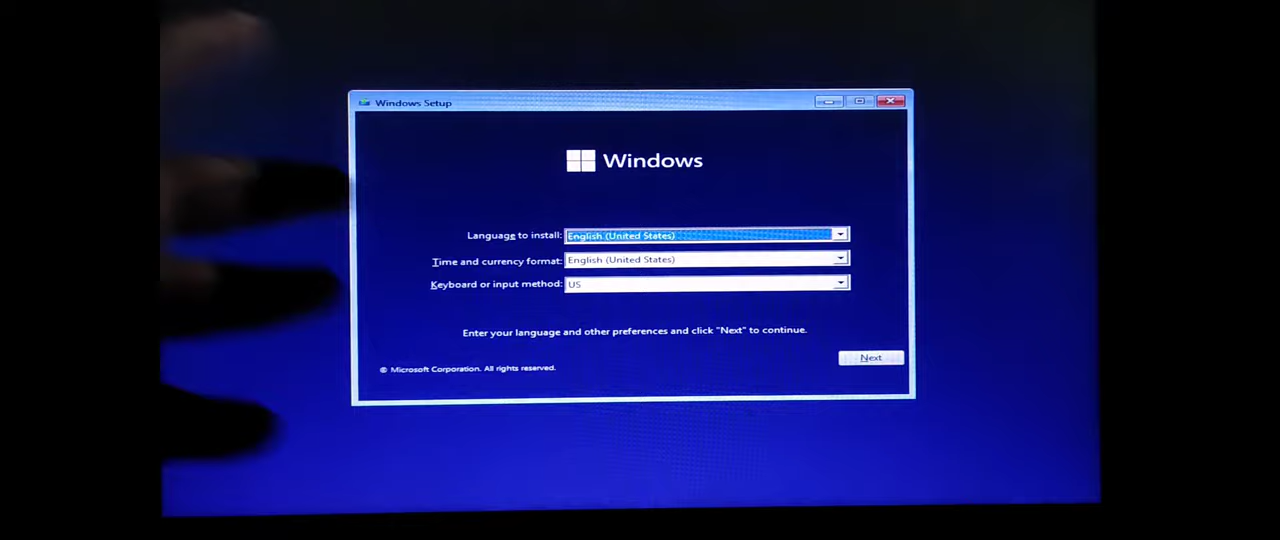 Windows Setup
Windows
Language to install: English (United States)
Time and currency format: English (United States)
Keyboard or input method: US
Enter your language and other preferences and click "Next" to continue.
Next
© Microsoft Corporation. All rights reserved.